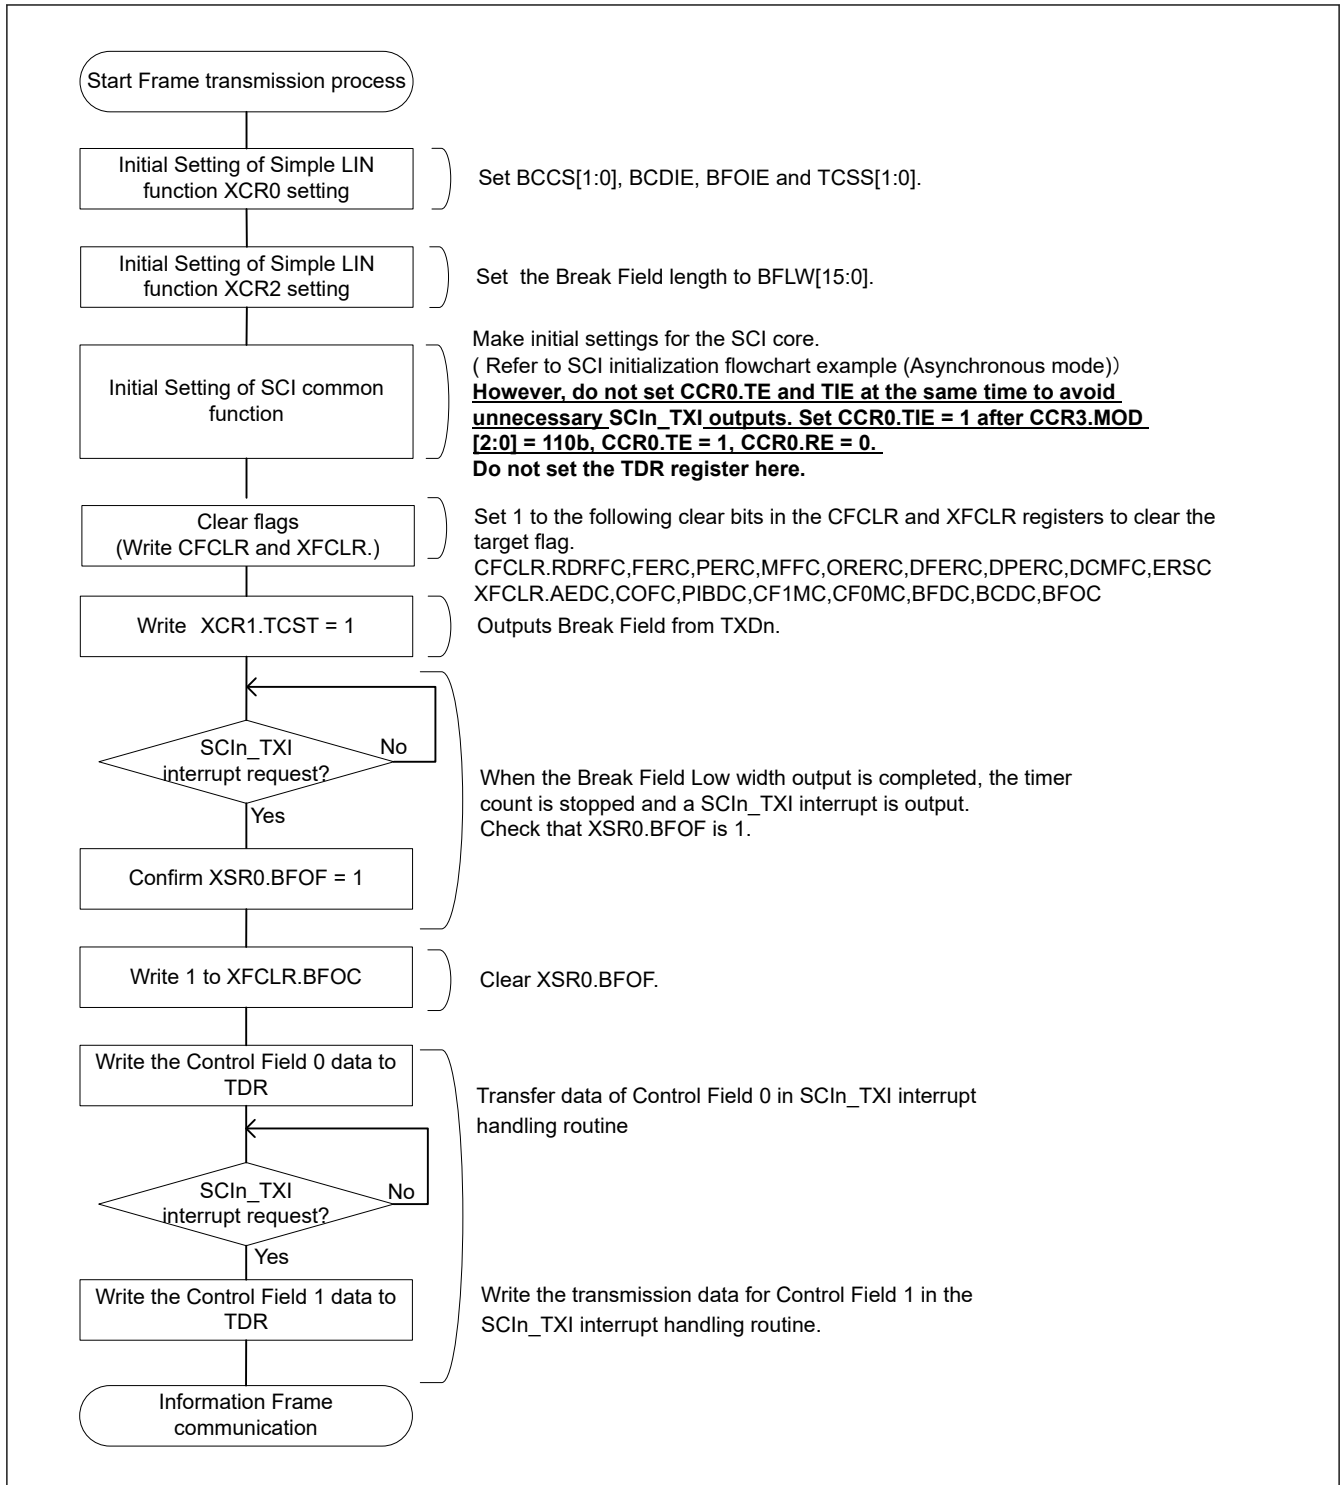 Start Frame transmission process
Initial Setting of Simple LIN
function XCR0 setting
Set BCCS[1:0], BCDIE, BFOIE and TCSS[1:0].
Initial Setting of Simple LIN
function XCR2 setting
Set  the Break Field length to BFLW[15:0].
Initial Setting of SCI common
function
Make initial settings for the SCI core.
( Refer to SCI initialization flowchart example (Asynchronous mode)）
However, do not set CCR0.TE and TIE at the same time to avoid
unnecessary SCIn_TXI outputs. Set CCR0.TIE = 1 after CCR3.MOD
[2:0] = 110b, CCR0.TE = 1, CCR0.RE = 0.
Do not set the TDR register here.
Clear flags
(Write CFCLR and XFCLR.)
Set 1 to the following clear bits in the CFCLR and XFCLR registers to clear the
target flag.
CFCLR.RDRFC,FERC,PERC,MFFC,ORERC,DFERC,DPERC,DCMFC,ERSC
XFCLR.AEDC,COFC,PIBDC,CF1MC,CF0MC,BFDC,BCDC,BFOC
Write  XCR1.TCST = 1
Outputs Break Field from TXDn.
SCIn_TXI
interrupt request?
No
Yes
When the Break Field Low width output is completed, the timer
count is stopped and a SCIn_TXI interrupt is output.
Check that XSR0.BFOF is 1.
Confirm XSR0.BFOF = 1
Write 1 to XFCLR.BFOC
Clear XSR0.BFOF.
Write the Control Field 0 data to
TDR
Transfer data of Control Field 0 in SCIn_TXI interrupt
handling routine
SCIn_TXI
interrupt request?
No
Yes
Write the Control Field 1 data to
TDR
Write the transmission data for Control Field 1 in the
SCIn_TXI interrupt handling routine.
Information Frame
communication